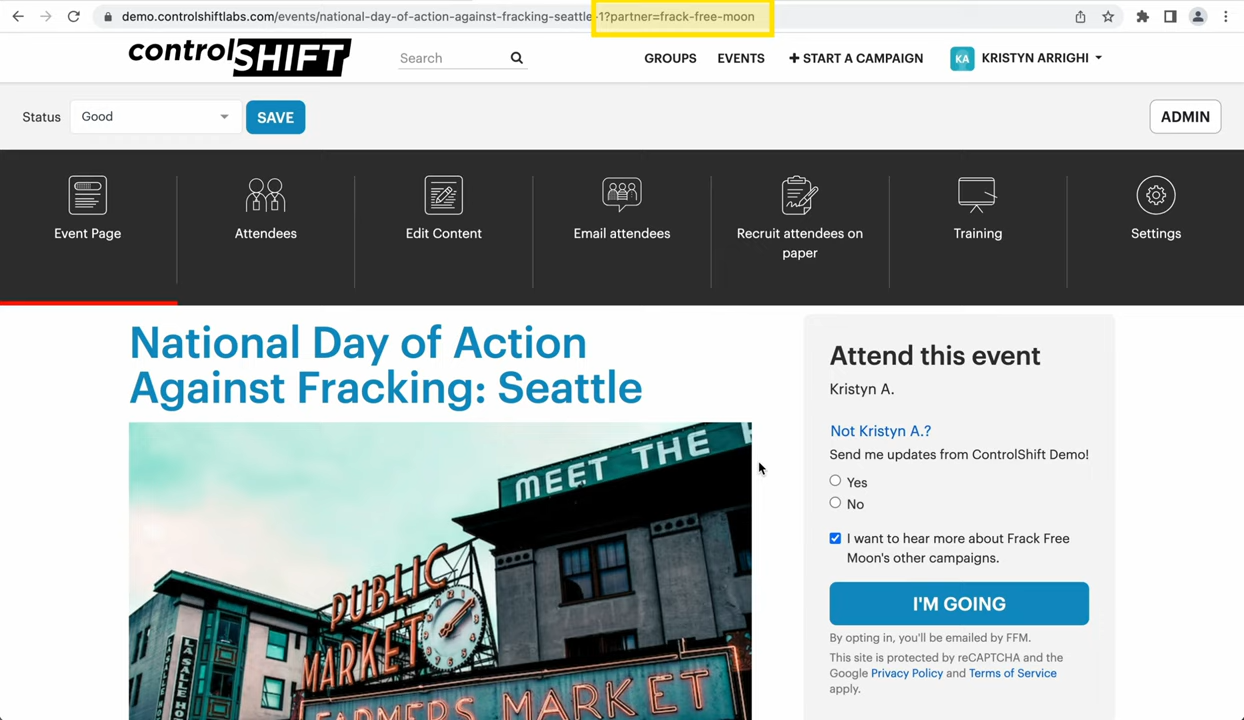 demo.controlshiftlabs.com/events/national-day-of-action-against-fracking-seattle-1?partner=frack-free-moon
controlSHIFT
Search
GROUPS
EVENTS
+ START A CAMPAIGN
KA
KRISTYN ARRIGHI
Status
Good
SAVE
ADMIN
Event Page
Attendees
Edit Content
Email attendees
Recruit attendees on
paper
Training
Settings
National Day of Action
Against Fracking: Seattle
MEET THE
PUBLIC
MARKET
FARMERS MARKET
LA SALLE HO
Attend this event
Kristyn A.
Not Kristyn A.?
Send me updates from ControlShift Demo!
Yes
No
I want to hear more about Frack Free
Moon's other campaigns.
I'M GOING
By opting in, you'll be emailed by FFM.
This site is protected by reCAPTCHA and the
Google Privacy Policy and Terms of Service
apply.